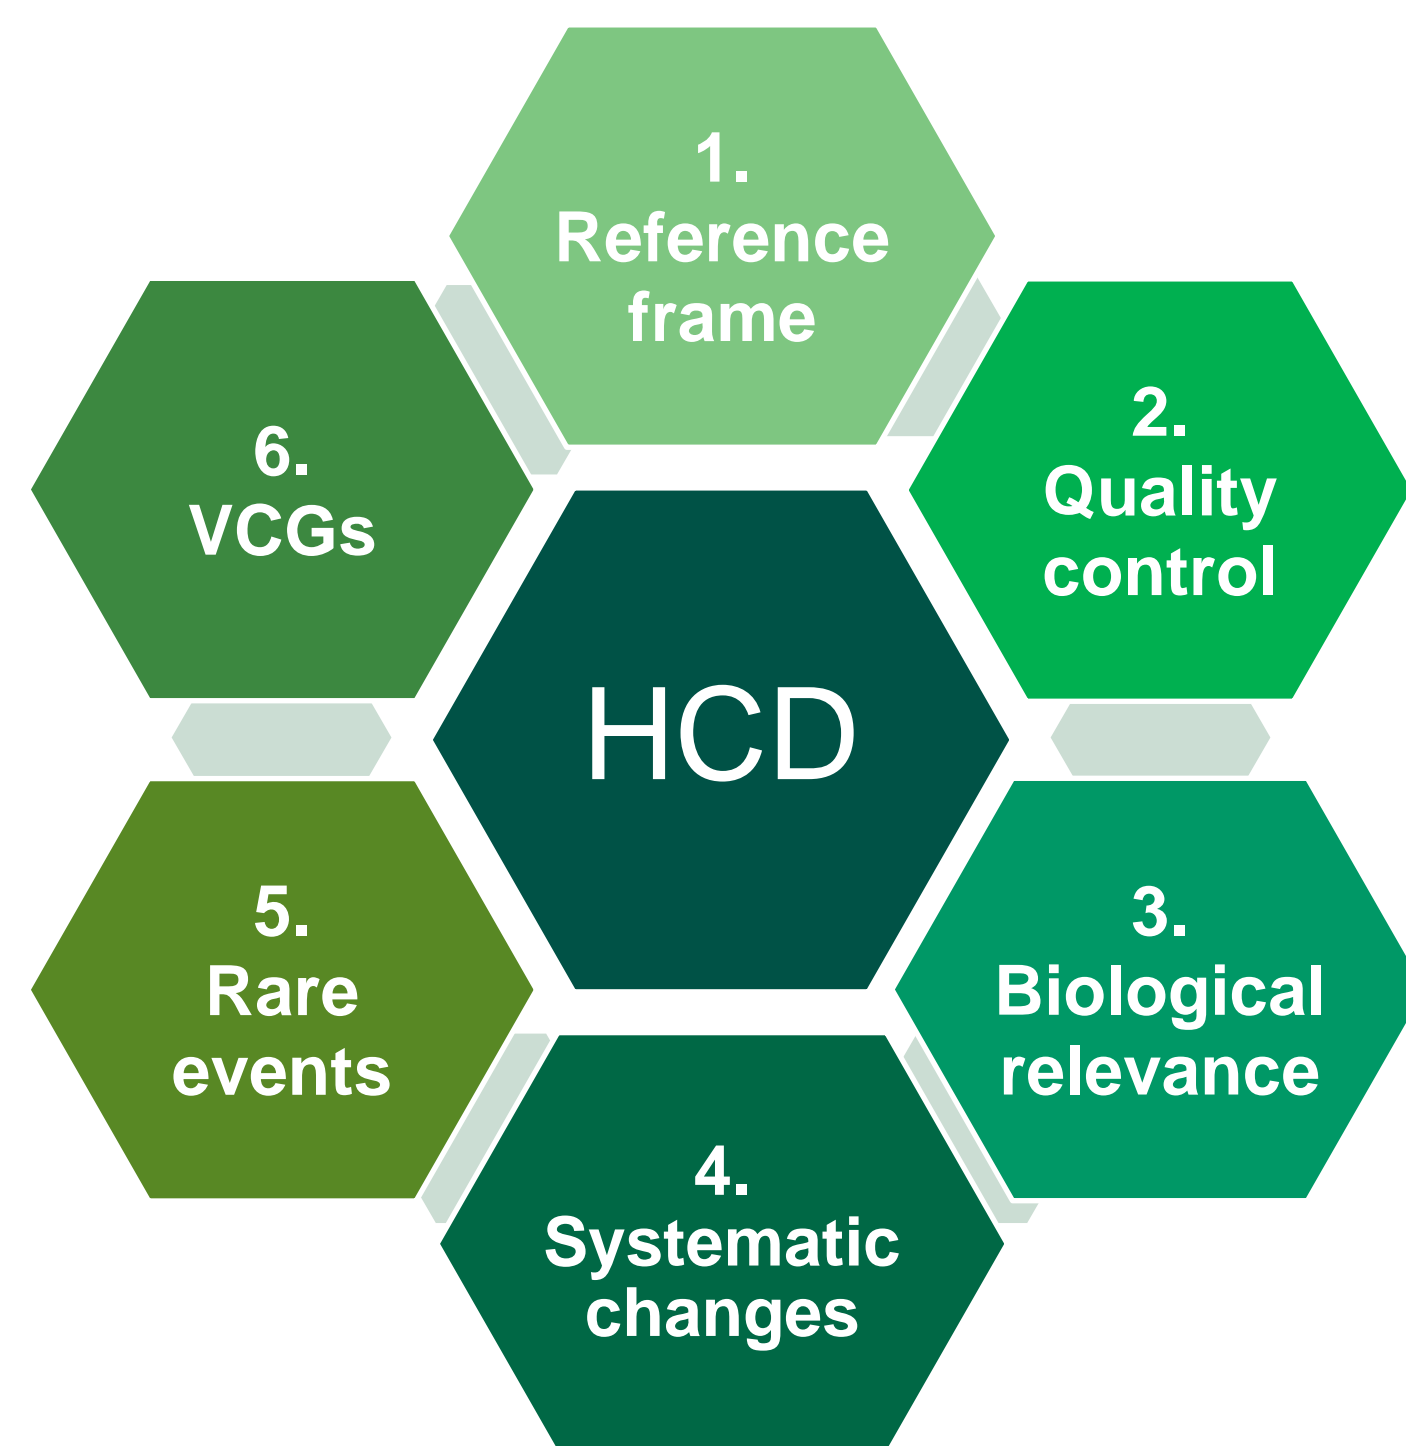 1.
Reference
frame
2.
Quality
control
3.
Biological
relevance
4.
Systematic
changes
5.
Rare
events
6.
VCGs
HCD